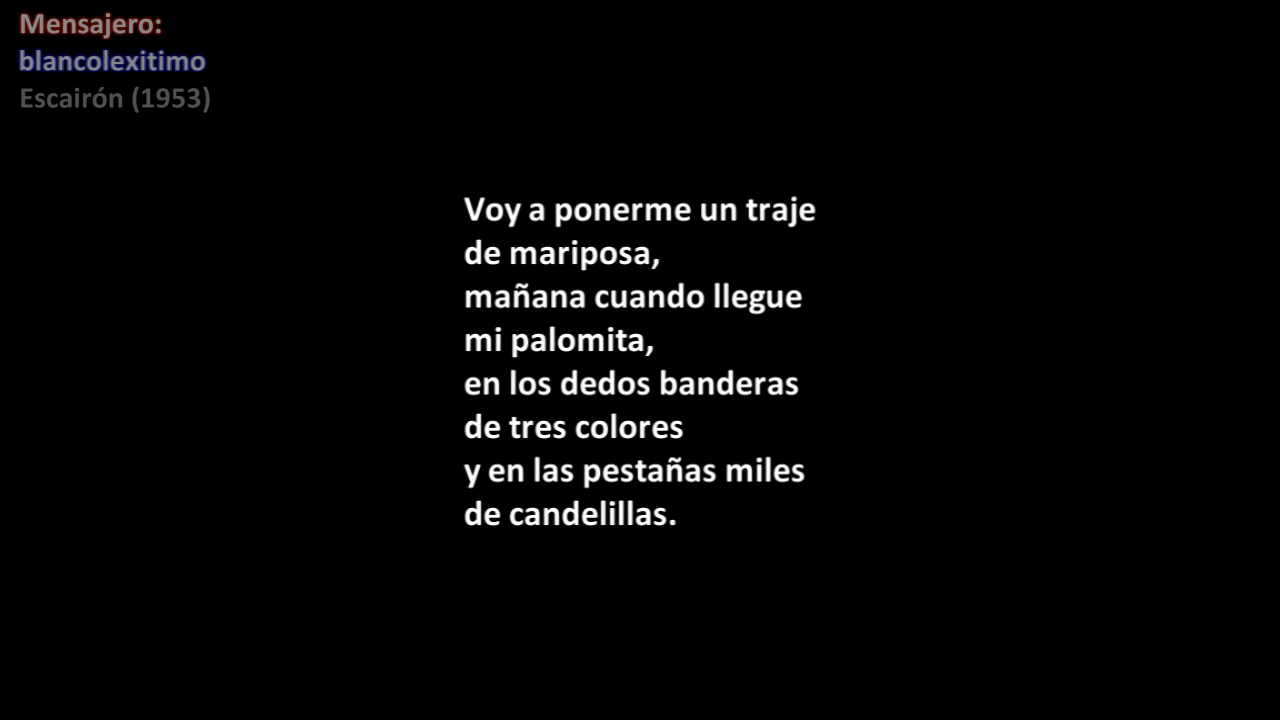 Mensajero:
blancolexitimo
Escairón (1953)
Voy a ponerme un traje
de mariposa,
mañana cuando llegue
mi palomita,
en los dedos banderas
de tres colores
y en las pestañas miles
de candelillas.